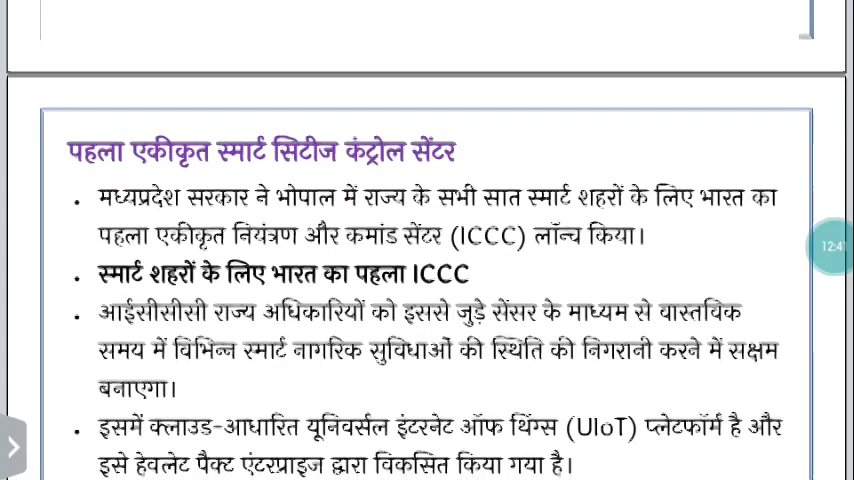 पहला एकीकृत स्मार्ट सिटीज कंट्रोल सेंटर
• मध्यप्रदेश सरकार ने भोपाल में राज्य के सभी सात स्मार्ट शहरों के लिए भारत का
पहला एकीकृत नियंत्रण और कमांड सेंटर (ICCC) लॉन्च किया।
• स्मार्ट शहरों के लिए भारत का पहला ICCC
• आईसीसीसी राज्य अधिकारियों को इससे जुड़े सेंसर के माध्यम से वास्तविक
समय में विभिन्न स्मार्ट नागरिक सुविधाओं की स्थिति की निगरानी करने में सक्षम
बनाएगा।
• इसमें क्लाउड-आधारित यूनिवर्सल इंटरनेट ऑफ थिंग्स (UIoT) प्लेटफॉर्म है और
इसे हेवलेट पैक्ट एंटरप्राइज द्वारा विकसित किया गया है।